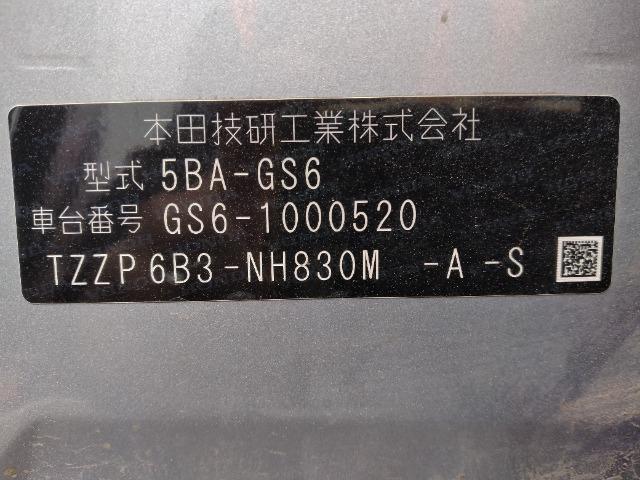 本田技研工業株式会社
型式 5BA-GS6
車台番号 GS6-1000520
TZZP6B3-NH830M -A -S